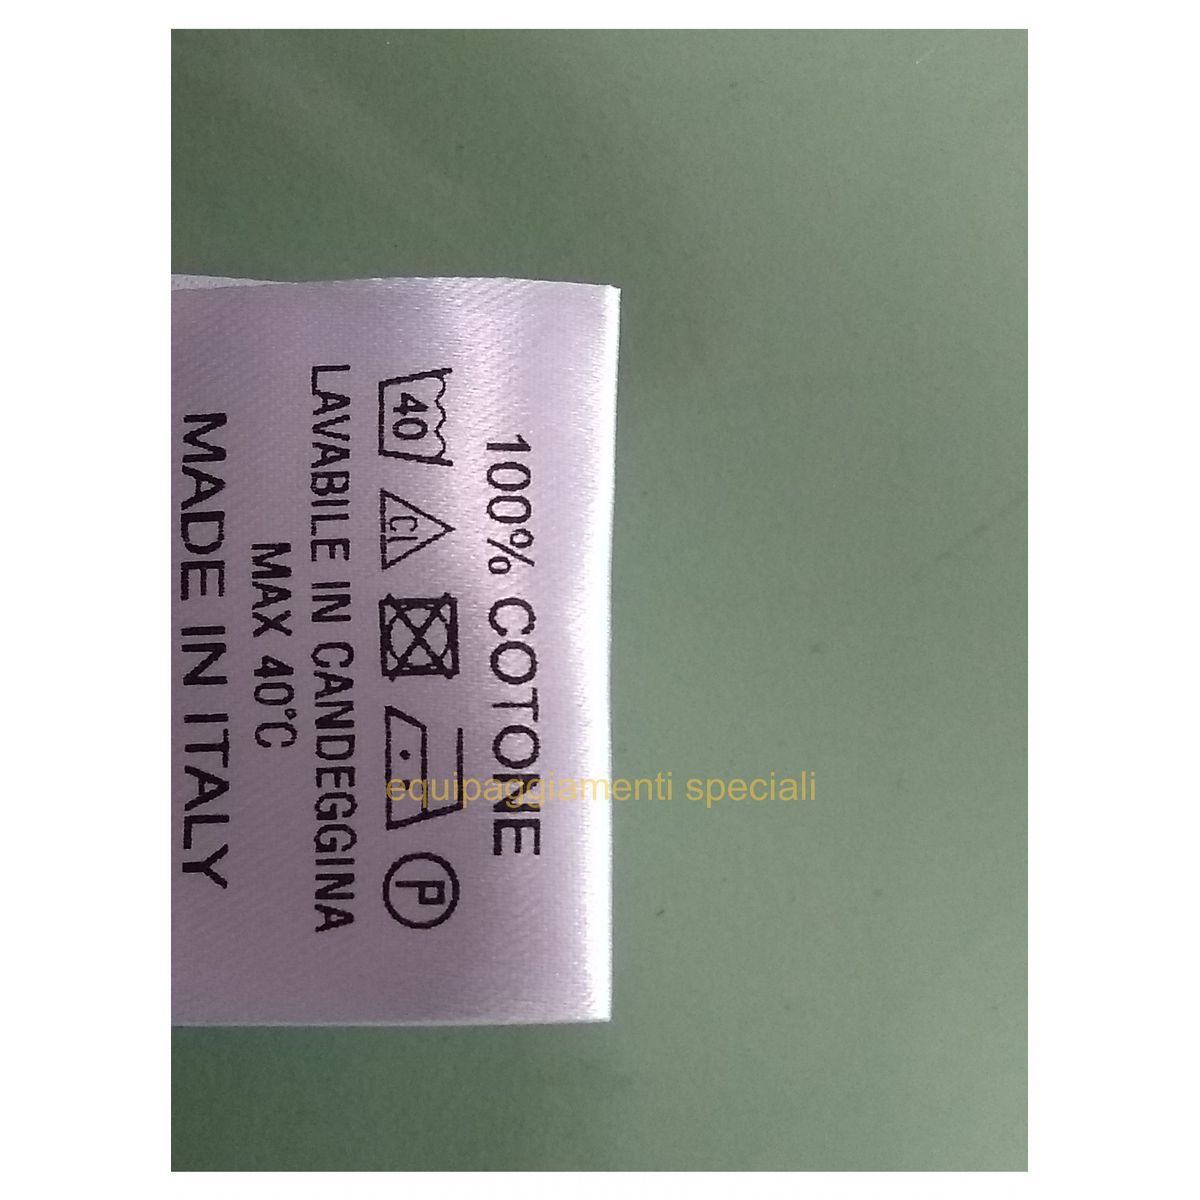 100% COTONE
40 Cl P
LAVABILE IN CANDEGGINA
MAX 40°C
MADE IN ITALY
equipaggiamenti speciali